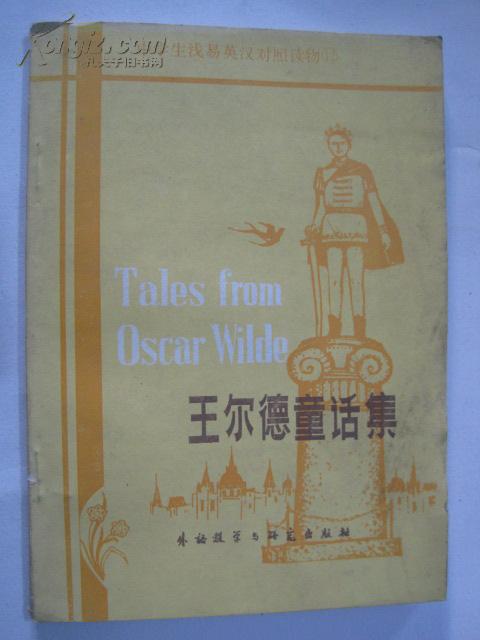 Kongfz.com
孔夫子旧书网
生浅易英汉对照读物
Tales from
Oscar Wilde
王尔德童话集
外语教学与研究出版社